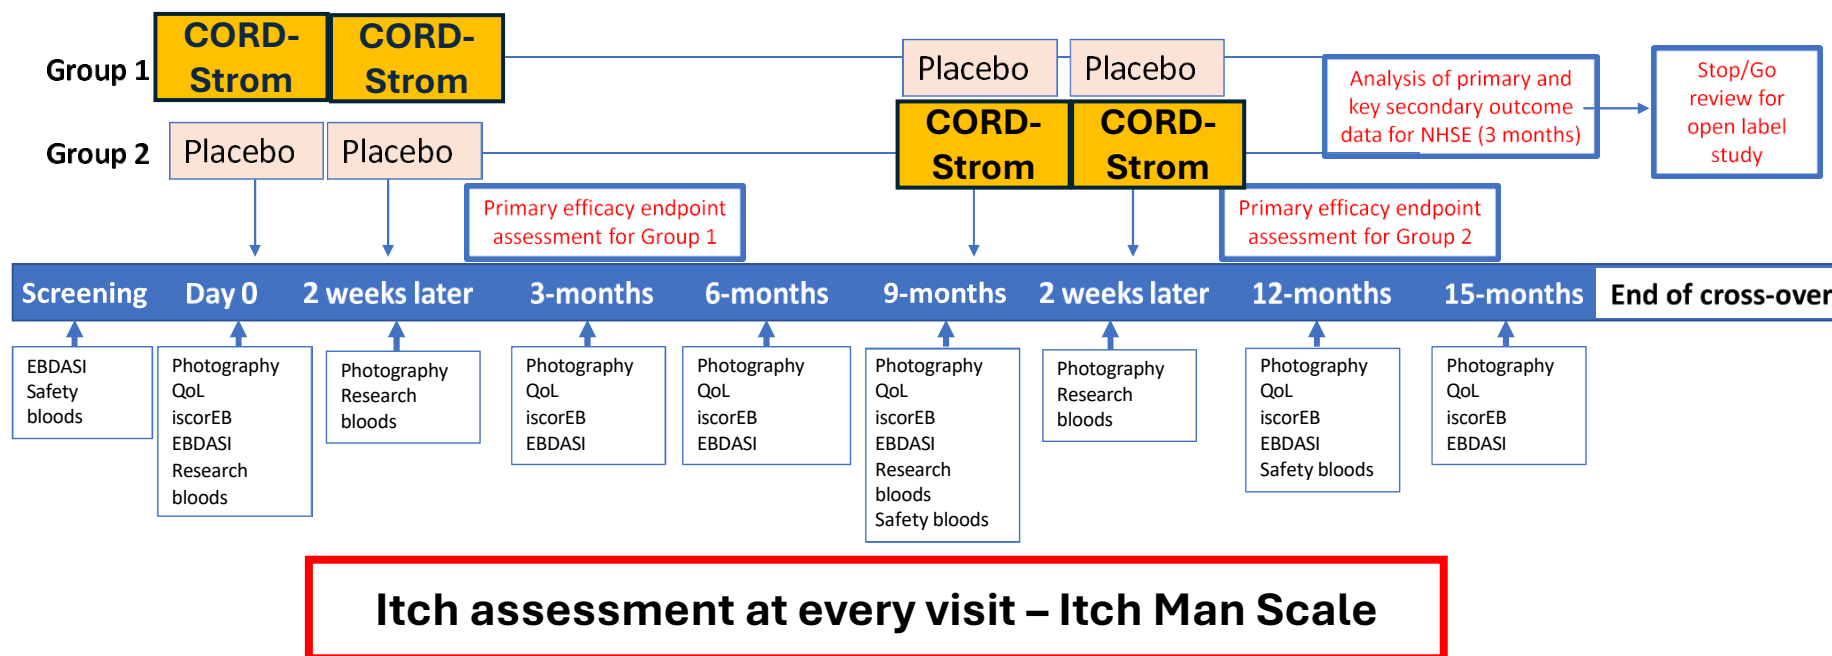 Group 1
CORD-
Strom
CORD-
Strom
Placebo
Placebo
Analysis of primary and
key secondary outcome
data for NHSE (3 months)
Stop/Go
review for
open label
study
Group 2
Placebo
Placebo
CORD-
Strom
CORD-
Strom
Primary efficacy endpoint
assessment for Group 1
Primary efficacy endpoint
assessment for Group 2
Screening
Day 0
2 weeks later
3-months
6-months
9-months
2 weeks later
12-months
15-months
End of cross-over
EBDASI
Safety
bloods
Photography
QoL
iscorEB
EBDASI
Research
bloods
Photography
Research
bloods
Photography
QoL
iscorEB
EBDASI
Photography
QoL
iscorEB
EBDASI
Photography
QoL
iscorEB
EBDASI
Research
bloods
Safety bloods
Photography
Research
bloods
Photography
QoL
iscorEB
EBDASI
Safety bloods
Photography
QoL
iscorEB
EBDASI
Itch assessment at every visit – Itch Man Scale